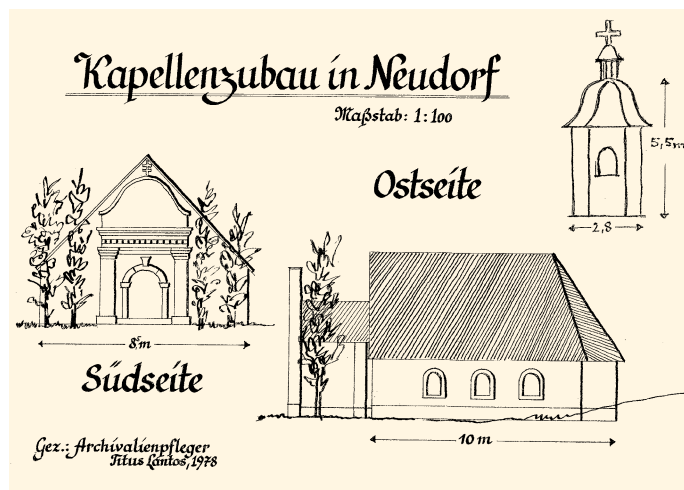 Kapellenzubau in Neudorf
Maßstab: 1:100
5,5m
Ostseite
2,8
8,5 m
Südseite
10 m
Gez.: Archivalienpfleger
Titus Lantos, 1978